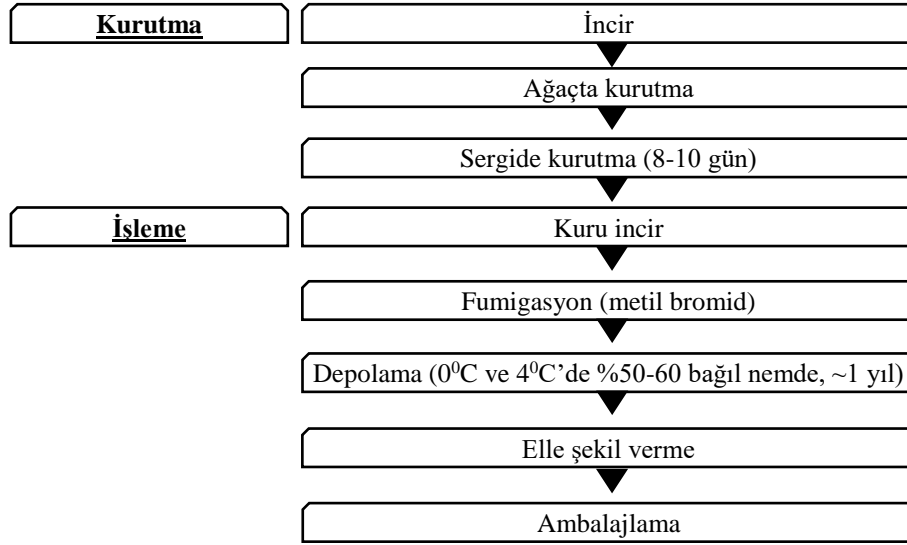 Kurutma
İncir
Ağaçta kurutma
Sergide kurutma (8-10 gün)
İşleme
Kuru incir
Fumigasyon (metil bromid)
Depolama (0⁰C ve 4⁰C’de %50-60 bağıl nemde, ~1 yıl)
Elle şekil verme
Ambalajlama